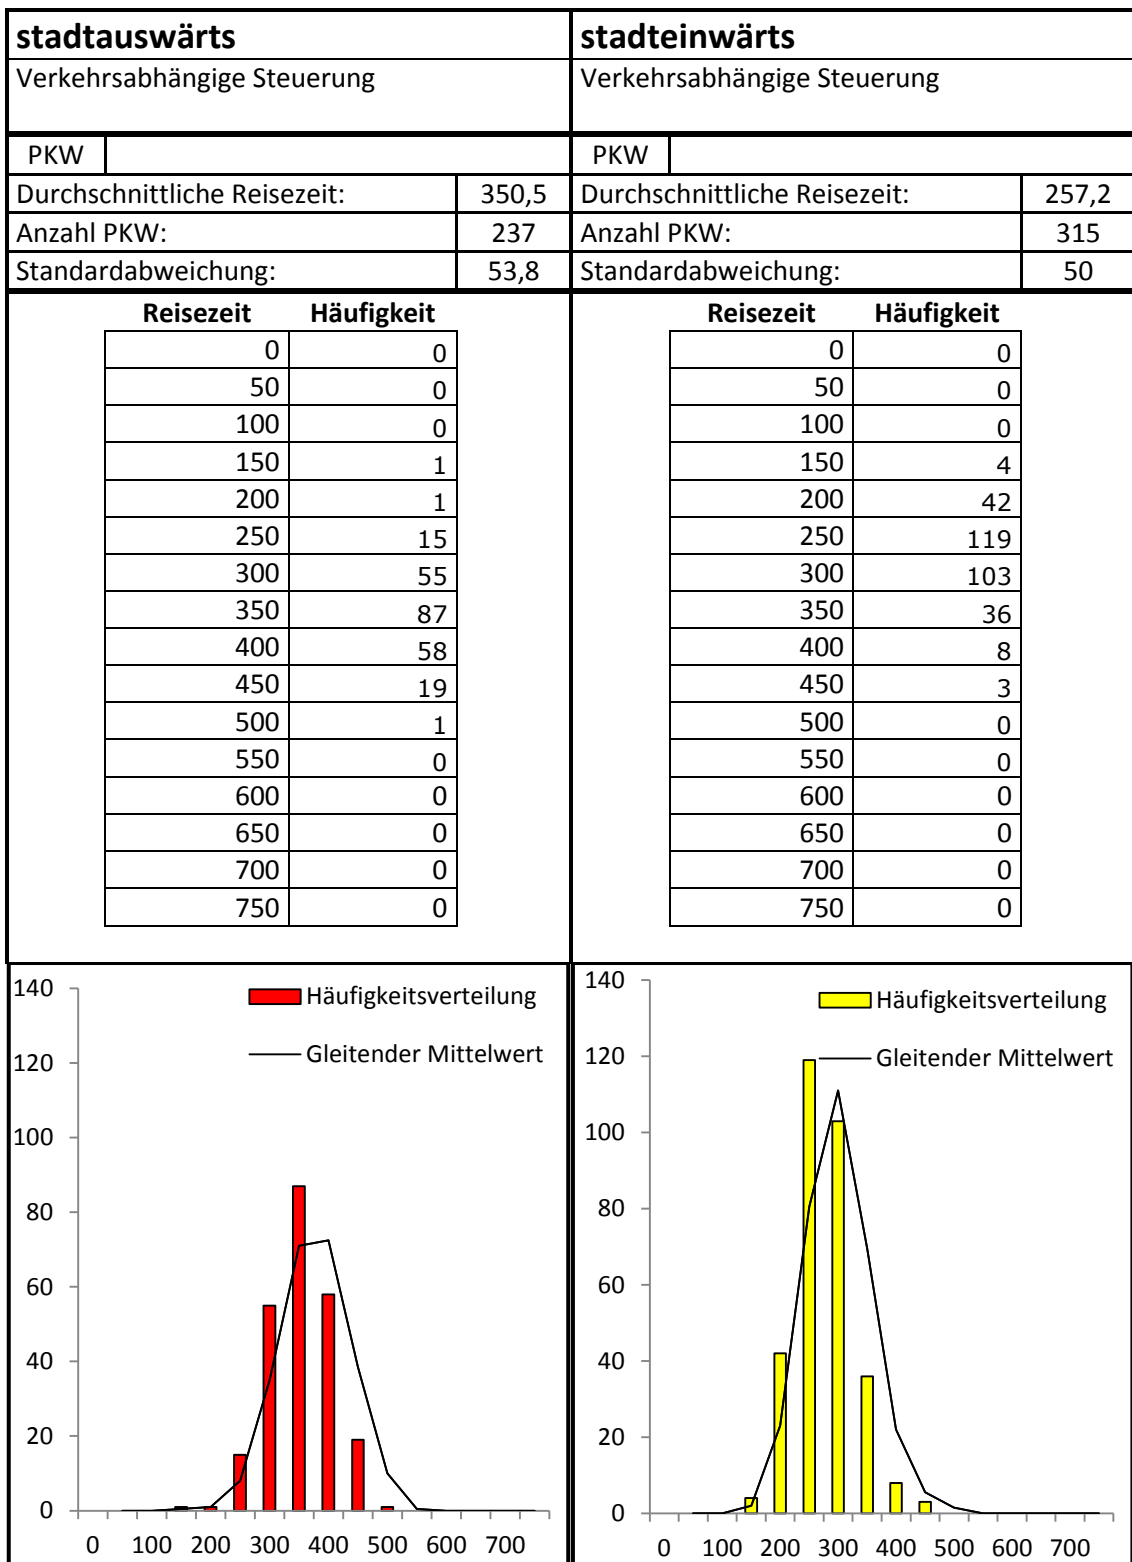 stadtauswärts stadteinwärts
Verkehrsabhängige Steuerung Verkehrsabhängige Steuerung
PKW PKW
Durchschnittliche Reisezeit: 350,5 Durchschnittliche Reisezeit: 257,2
Anzahl PKW: 237 Anzahl PKW: 315
Standardabweichung: 53,8 Standardabweichung: 50
Reisezeit Häufigkeit Reisezeit Häufigkeit
0 0 0 0
50 0 50 0
100 0 100 0
150 1 150 4
200 1 200 42
250 15 250 119
300 55 300 103
350 87 350 36
400 58 400 8
450 19 450 3
500 1 500 0
550 0 550 0
600 0 600 0
650 0 650 0
700 0 700 0
750 0 750 0
Häufigkeitsverteilung
Gleitender Mittelwert
140
120
100
80
60
40
20
0
0 100 200 300 400 500 600 700
Häufigkeitsverteilung
Gleitender Mittelwert
140
120
100
80
60
40
20
0
0 100 200 300 400 500 600 700